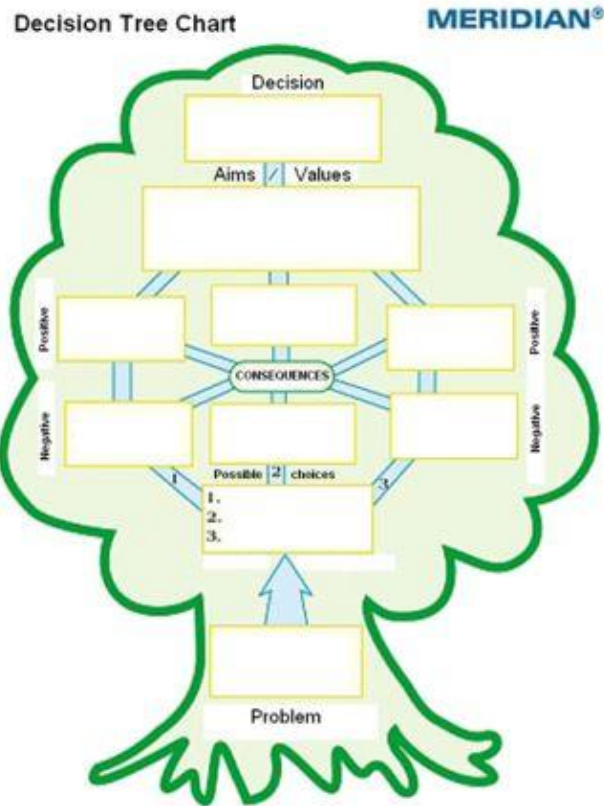 Decision Tree Chart
MERIDIAN®
Decision
Aims / Values
Positive
Positive
CONSEQUENCES
Negative
Negative
1
Possible 2 choices
3
1.
2.
3.
Problem